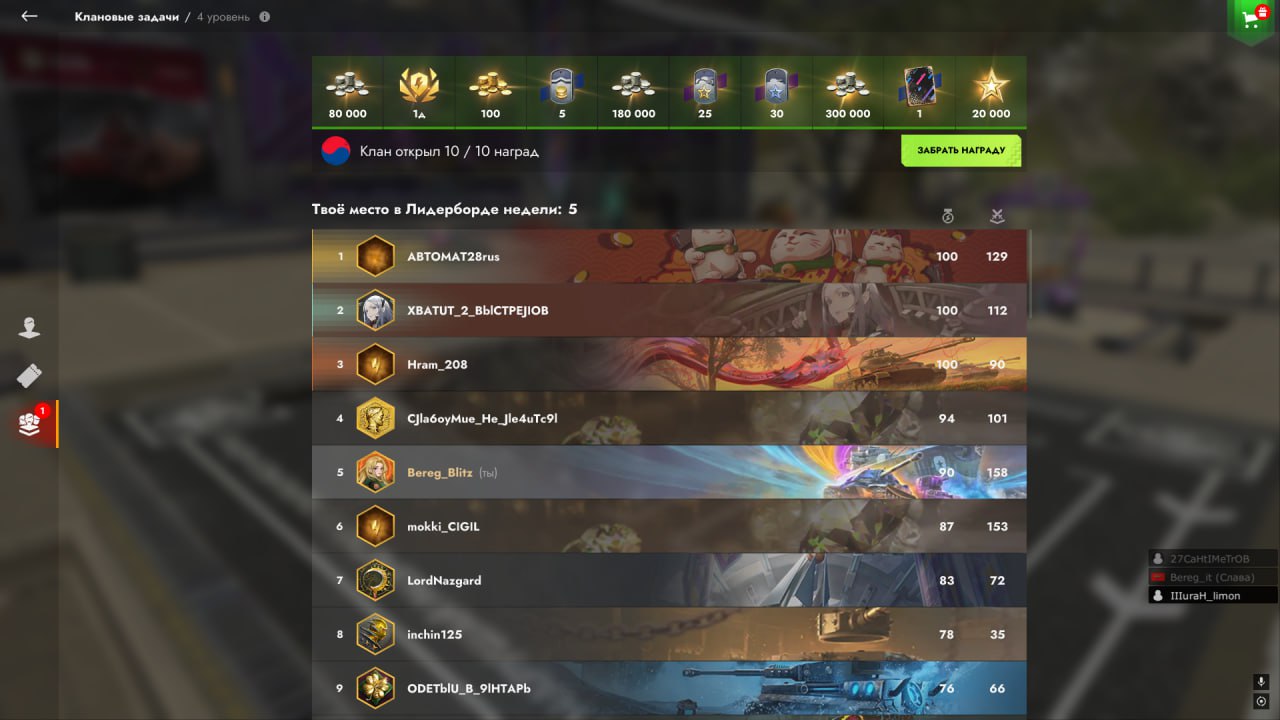 Клановые задачи / 4 уровень
80 000 1д 100 5 180 000 25 30 300 000 1 20 000
Клан открыл 10 / 10 наград
ЗАБРАТЬ НАГРАДУ
Твоё место в Лидерборде недели: 5
1 ABTOMAT28rus 100 129
2 XBATUT_2_BbICTPEJIOB 100 112
3 Hram_208 100 90
4 CJla6oyMue_He_Jle4uTc9l 94 101
5 Bereg_Blitz (ты) 90 158
6 mokki_CIGIL 87 153
7 LordNazgard 83 72
8 inchin125 78 35
9 ODETblU_B_9lHTAPb 76 66
1
27CaHtIMeTrOB
Bereg_it (Слава)
IIIuraH_limon